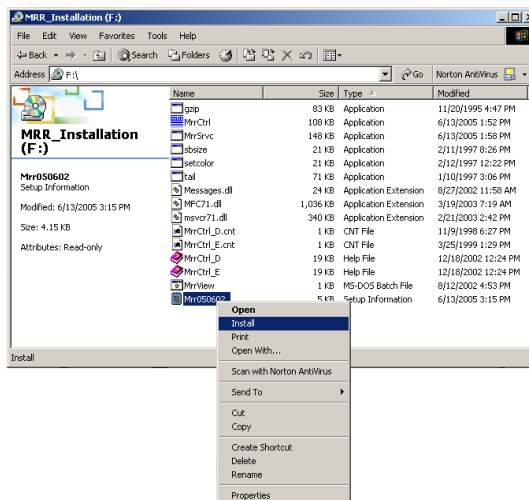 MRR_Installation (F:)
File Edit View Favorites Tools Help
Back Search Folders
Address F:\ Go Norton AntiVirus
Name Size Type Modified
gzip 83 KB Application 11/20/1995 4:47 PM
MrrCtrl 108 KB Application 6/13/2005 1:52 PM
MrrSrvc 148 KB Application 6/13/2005 1:58 PM
sbsize 21 KB Application 2/11/1997 8:26 PM
setcolor 21 KB Application 2/12/1997 12:22 PM
tail 71 KB Application 1/10/1997 3:06 PM
Messages.dll 24 KB Application Extension 8/27/2002 11:58 AM
MFC71.dll 1,036 KB Application Extension 3/19/2003 7:19 AM
msvcr71.dll 340 KB Application Extension 2/21/2003 2:42 PM
MrrCtrl_D.cnt 1 KB CNT File 11/9/1998 6:27 PM
MrrCtrl_E.cnt 1 KB CNT File 3/25/1999 1:29 PM
MrrCtrl_D 19 KB Help File 12/18/2002 12:24 PM
MrrCtrl_E 19 KB Help File 12/18/2002 12:24 PM
MrrView 1 KB MS-DOS Batch File 8/12/2002 4:53 PM
Mrr050602 5 KB Setup Information 6/13/2005 3:15 PM
MRR_Installation
(F:)
Mrr050602
Setup Information
Modified: 6/13/2005 3:15 PM
Size: 4.15 KB
Attributes: Read-only
Install
Open
Install
Print
Open With...
Scan with Norton AntiVirus
Send To
Cut
Copy
Create Shortcut
Delete
Rename
Properties